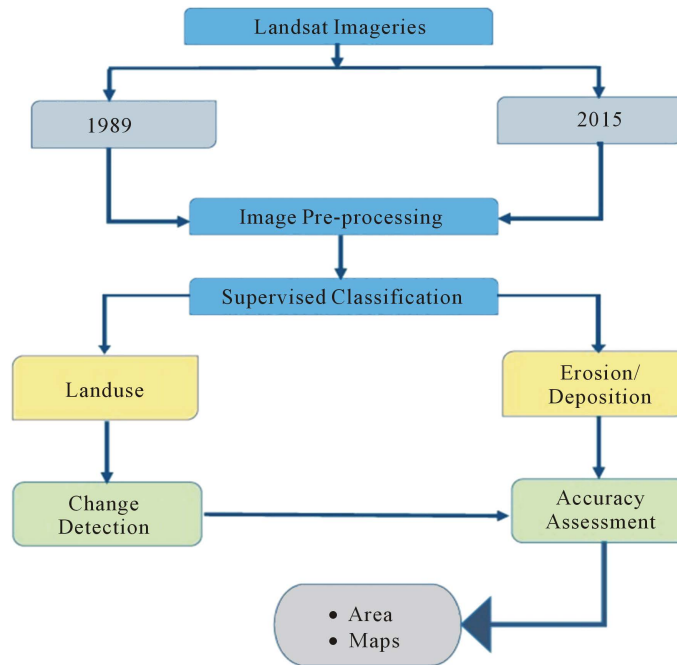 Landsat Imageries
1989
2015
Image Pre-processing
Supervised Classification
Landuse
Erosion/
Deposition
Change
Detection
Accuracy
Assessment
• Area
• Maps